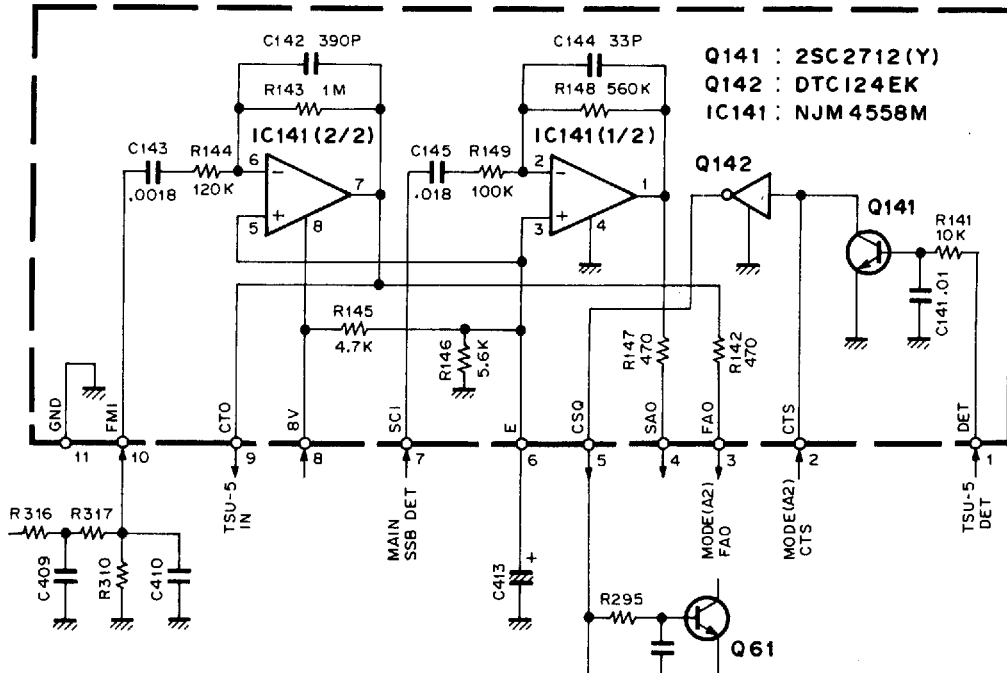 C142 390P
R143 1M
IC141(2/2)
C143
.0018
R144
120K
6
5
7
8
-
+
C144 33P
R148 560K
IC141(1/2)
C145
.018
R149
100K
2
3
1
4
-
+
Q141 : 2SC2712(Y)
Q142 : DTC124EK
IC141 : NJM4558M
Q142
Q141
R141
10K
C141 .01
R145
4.7K
R146
5.6K
R147
470
R142
470
GND
FMI
CTO
8V
SCI
E
CSQ
SAO
FAO
CTS
DET
11
10
9
8
7
6
5
4
3
2
1
TSU-5
IN
MAIN
SSB DET
MODE(A2)
FAO
MODE(A2)
CTS
TSU-5
DET
R316
R317
C409
R310
C410
C413
+
R295
Q61